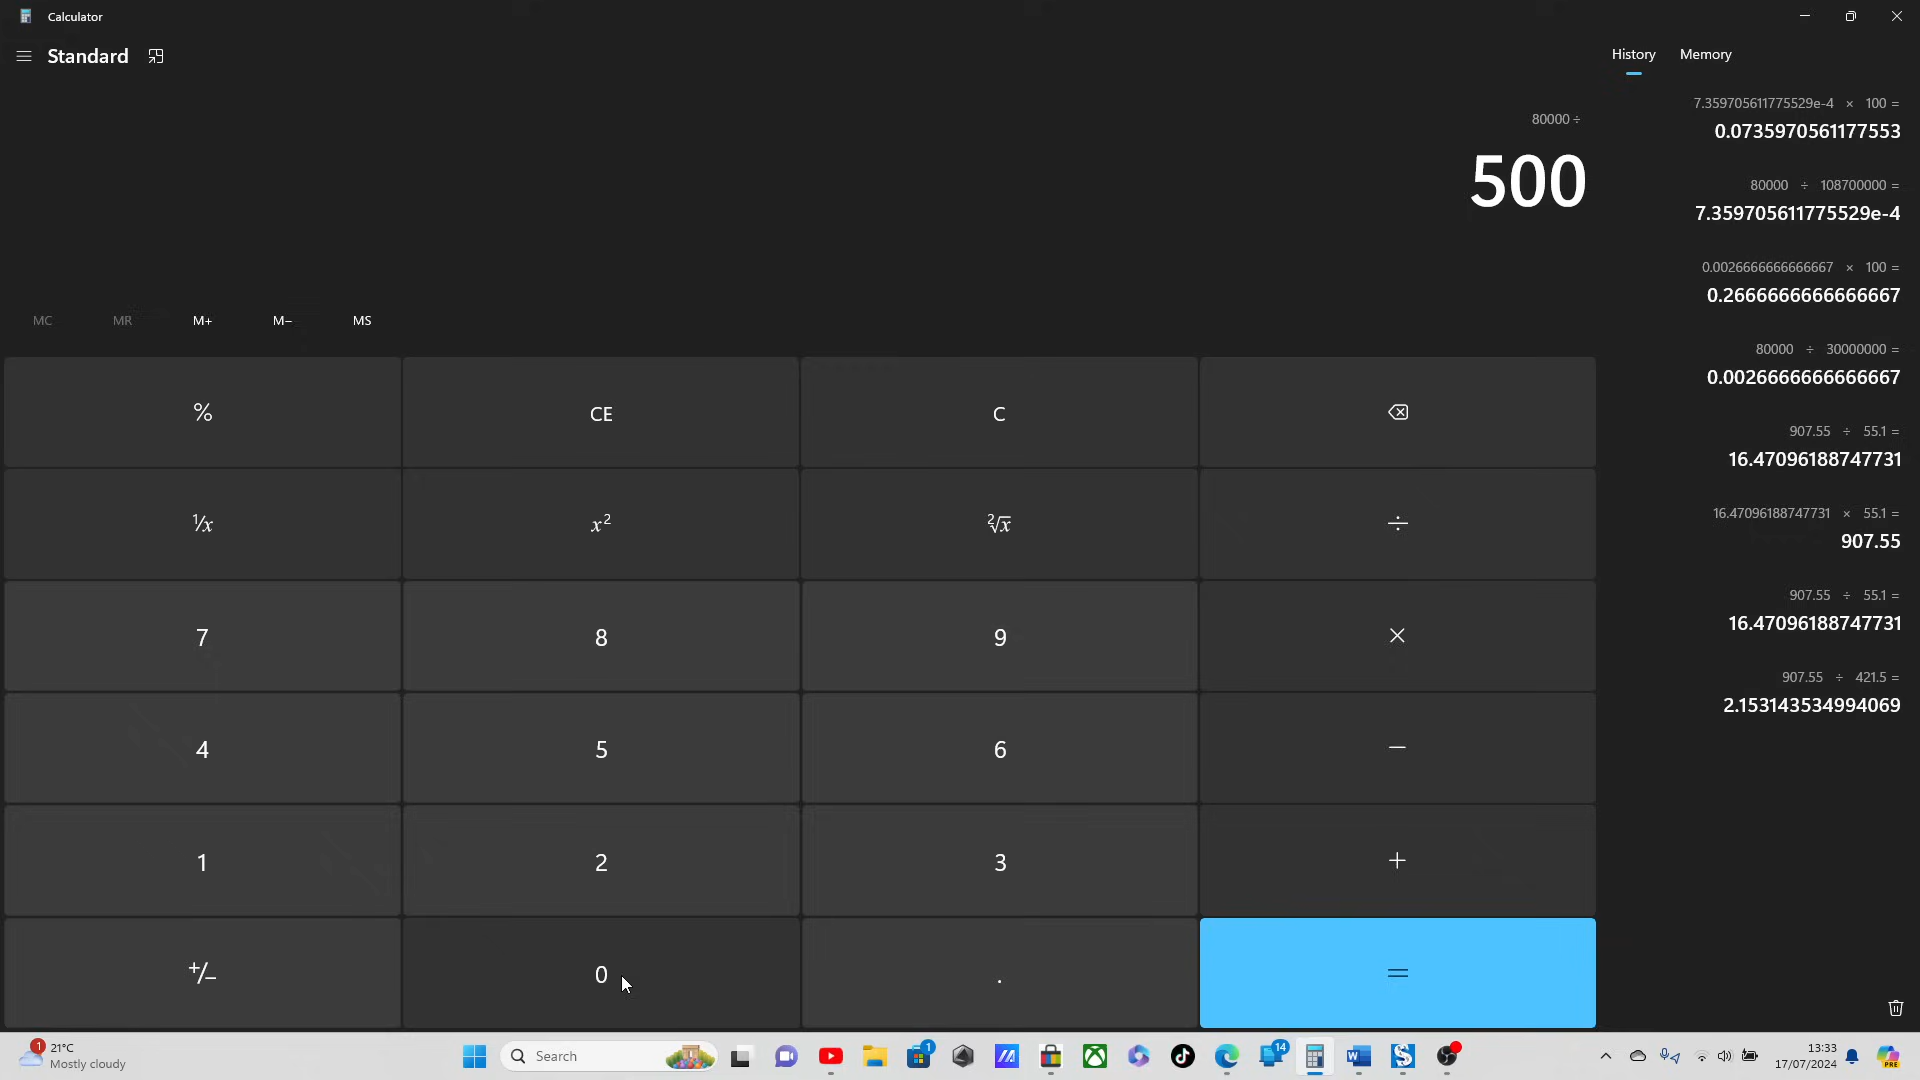 Calculator
Standard
History Memory
80000 ÷
500
7.359705611775529e-4 × 100 =
0.0735970561177553
80000 ÷ 108700000 =
7.359705611775529e-4
0.0026666666666667 × 100 =
0.2666666666666667
80000 ÷ 30000000 =
0.0026666666666667
907.55 ÷ 55.1 =
16.47096188747731
16.47096188747731 × 55.1 =
907.55
907.55 ÷ 55.1 =
16.47096188747731
907.55 ÷ 421.5 =
2.153143534994069
MC MR M+ M− MS
% CE C
1/x x² ²√x ÷
7 8 9 ×
4 5 6 −
1 2 3 +
+/− 0 . =
1 21°C
Mostly cloudy
Search
1
14
13:33
17/07/2024
PRE